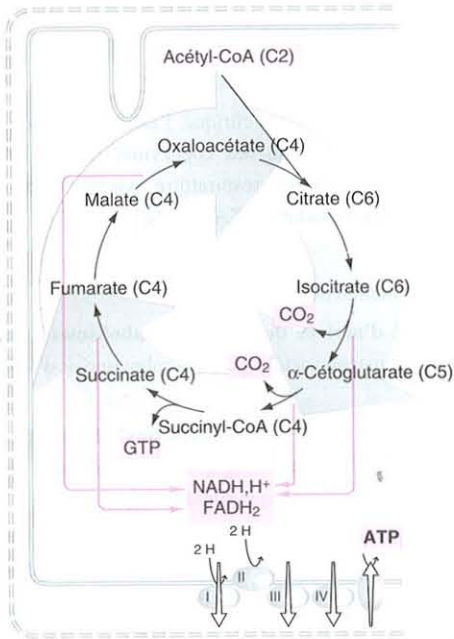 Acétyl-CoA (C2)
Oxaloacétate (C4)
Malate (C4)
Citrate (C6)
Fumarate (C4)
Isocitrate (C6)
CO₂
CO₂
Succinate (C4)
α-Cétoglutarate (C5)
Succinyl-CoA (C4)
GTP
NADH,H⁺
FADH₂
2 H
ATP
2 H
II
I
III
IV